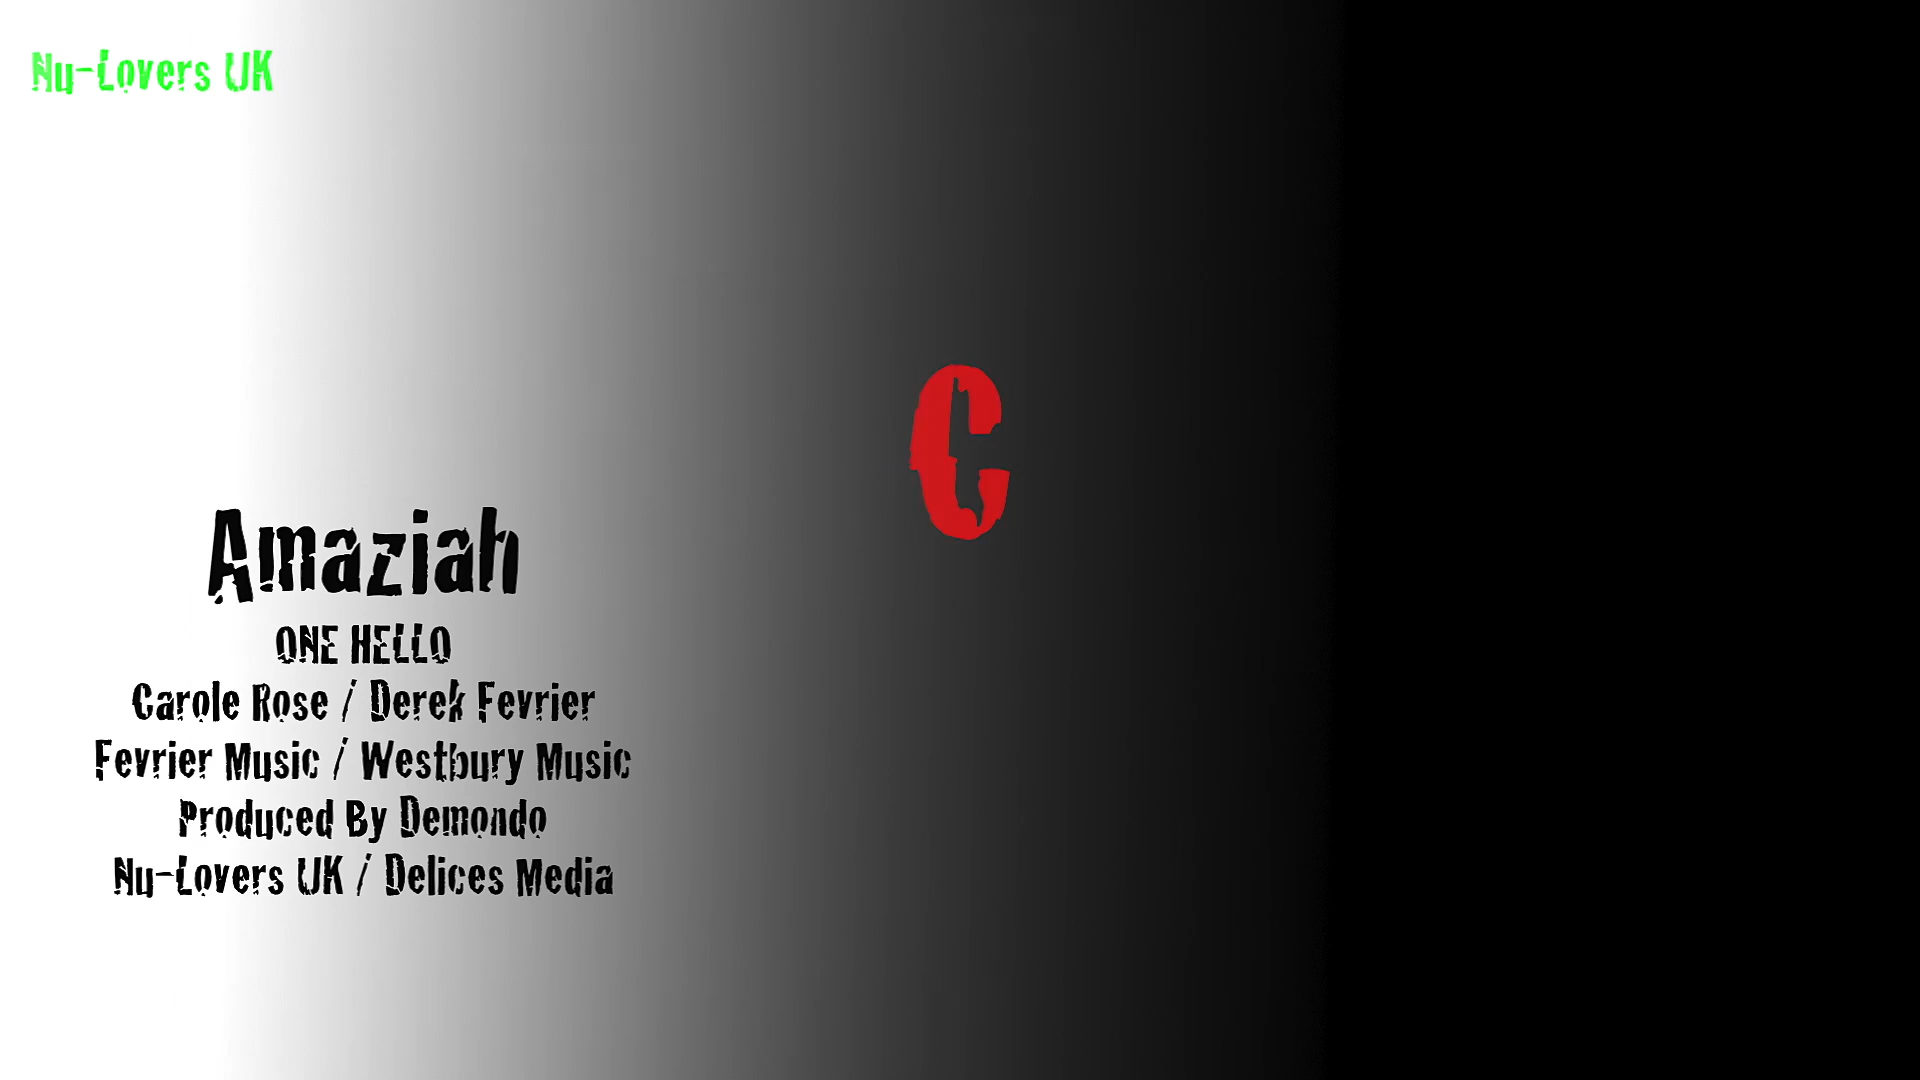 Nu-Lovers UK
C
Amaziah
ONE HELLO
Carole Rose / Derek Fevrier
Fevrier Music / Westbury Music
Produced By Demondo
Nu-Lovers UK / Delices Media